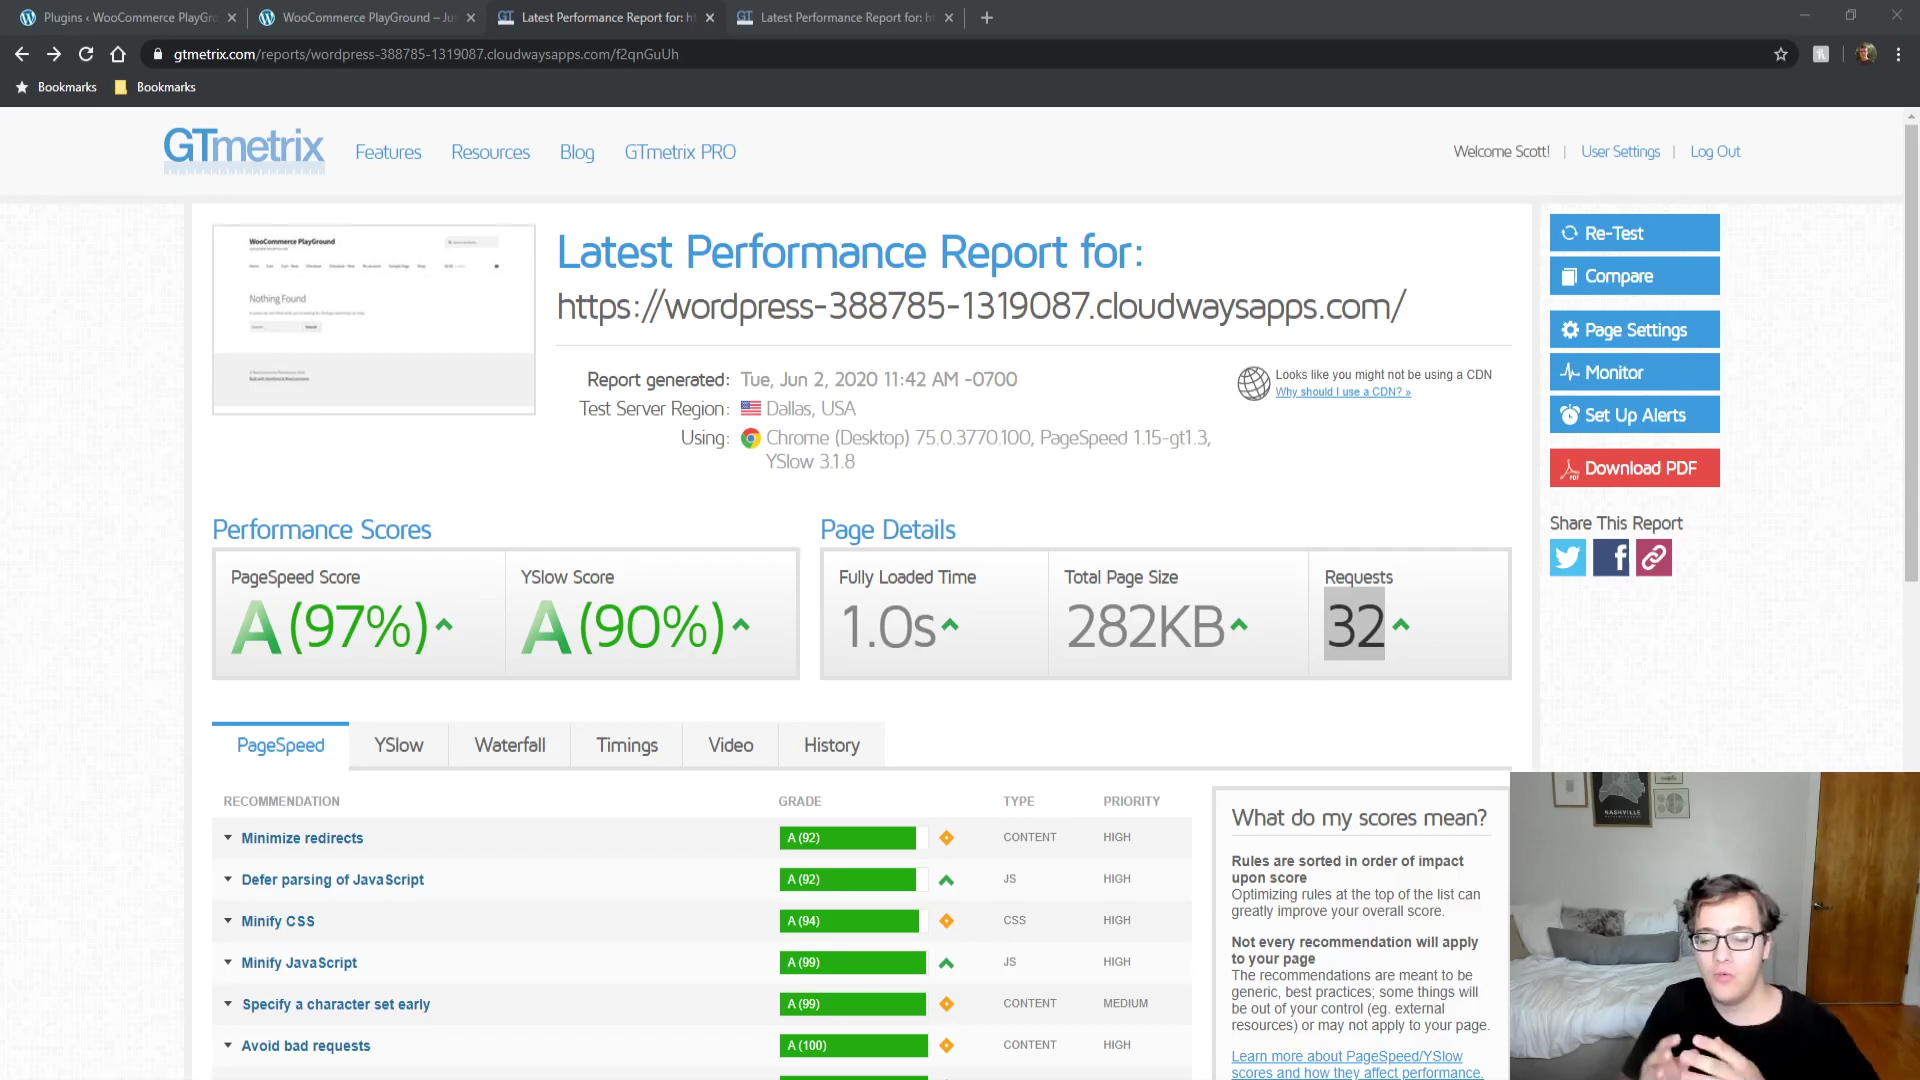 Plugins ‹ WooCommerce PlayGro
WooCommerce PlayGround – Jus
Latest Performance Report for: h
Latest Performance Report for: ht
gtmetrix.com/reports/wordpress-388785-1319087.cloudwaysapps.com/f2qnGuUh
Bookmarks
Bookmarks
GTmetrix
Features
Resources
Blog
GTmetrix PRO
Welcome Scott!
|
User Settings
|
Log Out
WooCommerce PlayGround
Nothing Found
Latest Performance Report for:
https://wordpress-388785-1319087.cloudwaysapps.com/
Report generated: Tue, Jun 2, 2020 11:42 AM -0700
Test Server Region: Dallas, USA
Using: Chrome (Desktop) 75.0.3770.100, PageSpeed 1.15-gt1.3,
YSlow 3.1.8
Looks like you might not be using a CDN
Why should I use a CDN? »
Re-Test
Compare
Page Settings
Monitor
Set Up Alerts
Download PDF
Share This Report
Performance Scores
PageSpeed Score
A (97%)
YSlow Score
A (90%)
Page Details
Fully Loaded Time
1.0s
Total Page Size
282KB
Requests
32
PageSpeed
YSlow
Waterfall
Timings
Video
History
RECOMMENDATION GRADE TYPE PRIORITY
Minimize redirects A (92) CONTENT HIGH
Defer parsing of JavaScript A (92) JS HIGH
Minify CSS A (94) CSS HIGH
Minify JavaScript A (99) JS HIGH
Specify a character set early A (99) CONTENT MEDIUM
Avoid bad requests A (100) CONTENT HIGH
What do my scores mean?
Rules are sorted in order of impact
upon score
Optimizing rules at the top of the list can
greatly improve your overall score.
Not every recommendation will apply
to your page
The recommendations are meant to be
generic, best practices; some things will
be out of your control (eg. external
resources) or may not apply to your page.
Learn more about PageSpeed/YSlow
scores and how they affect performance.
NASHVILLE